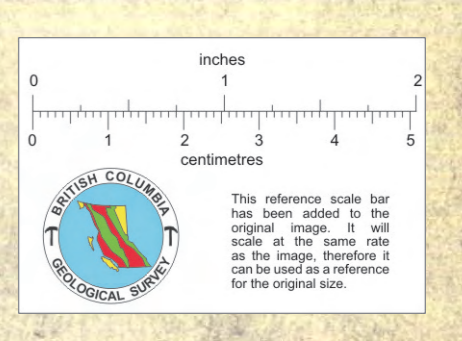 inches
0 1 2
0 1 2 3 4 5
centimetres
BRITISH COLUMBIA
GEOLOGICAL SURVEY
This reference scale bar
has been added to the
original image. It will
scale at the same rate
as the image, therefore it
can be used as a reference
for the original size.